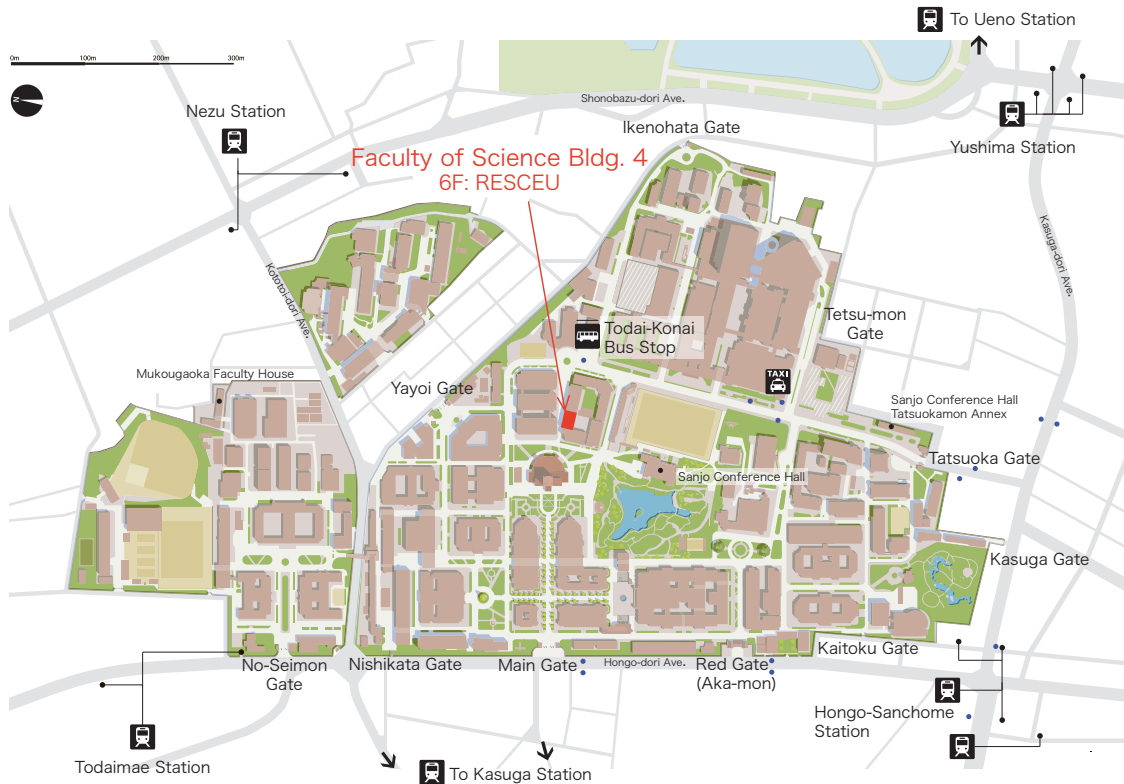 To Ueno Station
0m
100m
200m
300m
N
Nezu Station
Shonobazu-dori Ave.
Ikenohata Gate
Yushima Station
Faculty of Science Bldg. 4
6F: RESCEU
Kasuga-dori Ave.
Kototoi-dori Ave.
Todai-Konai
Bus Stop
Tetsu-mon
Gate
Mukougaoka Faculty House
TAXI
Yayoi Gate
Sanjo Conference Hall
Tatsuokamon Annex
Tatsuoka Gate
Sanjo Conference Hall
Kasuga Gate
Kaitoku Gate
No-Seimon
Gate
Nishikata Gate
Main Gate
Hongo-dori Ave.
Red Gate
(Aka-mon)
Hongo-Sanchome
Station
Todaimae Station
To Kasuga Station